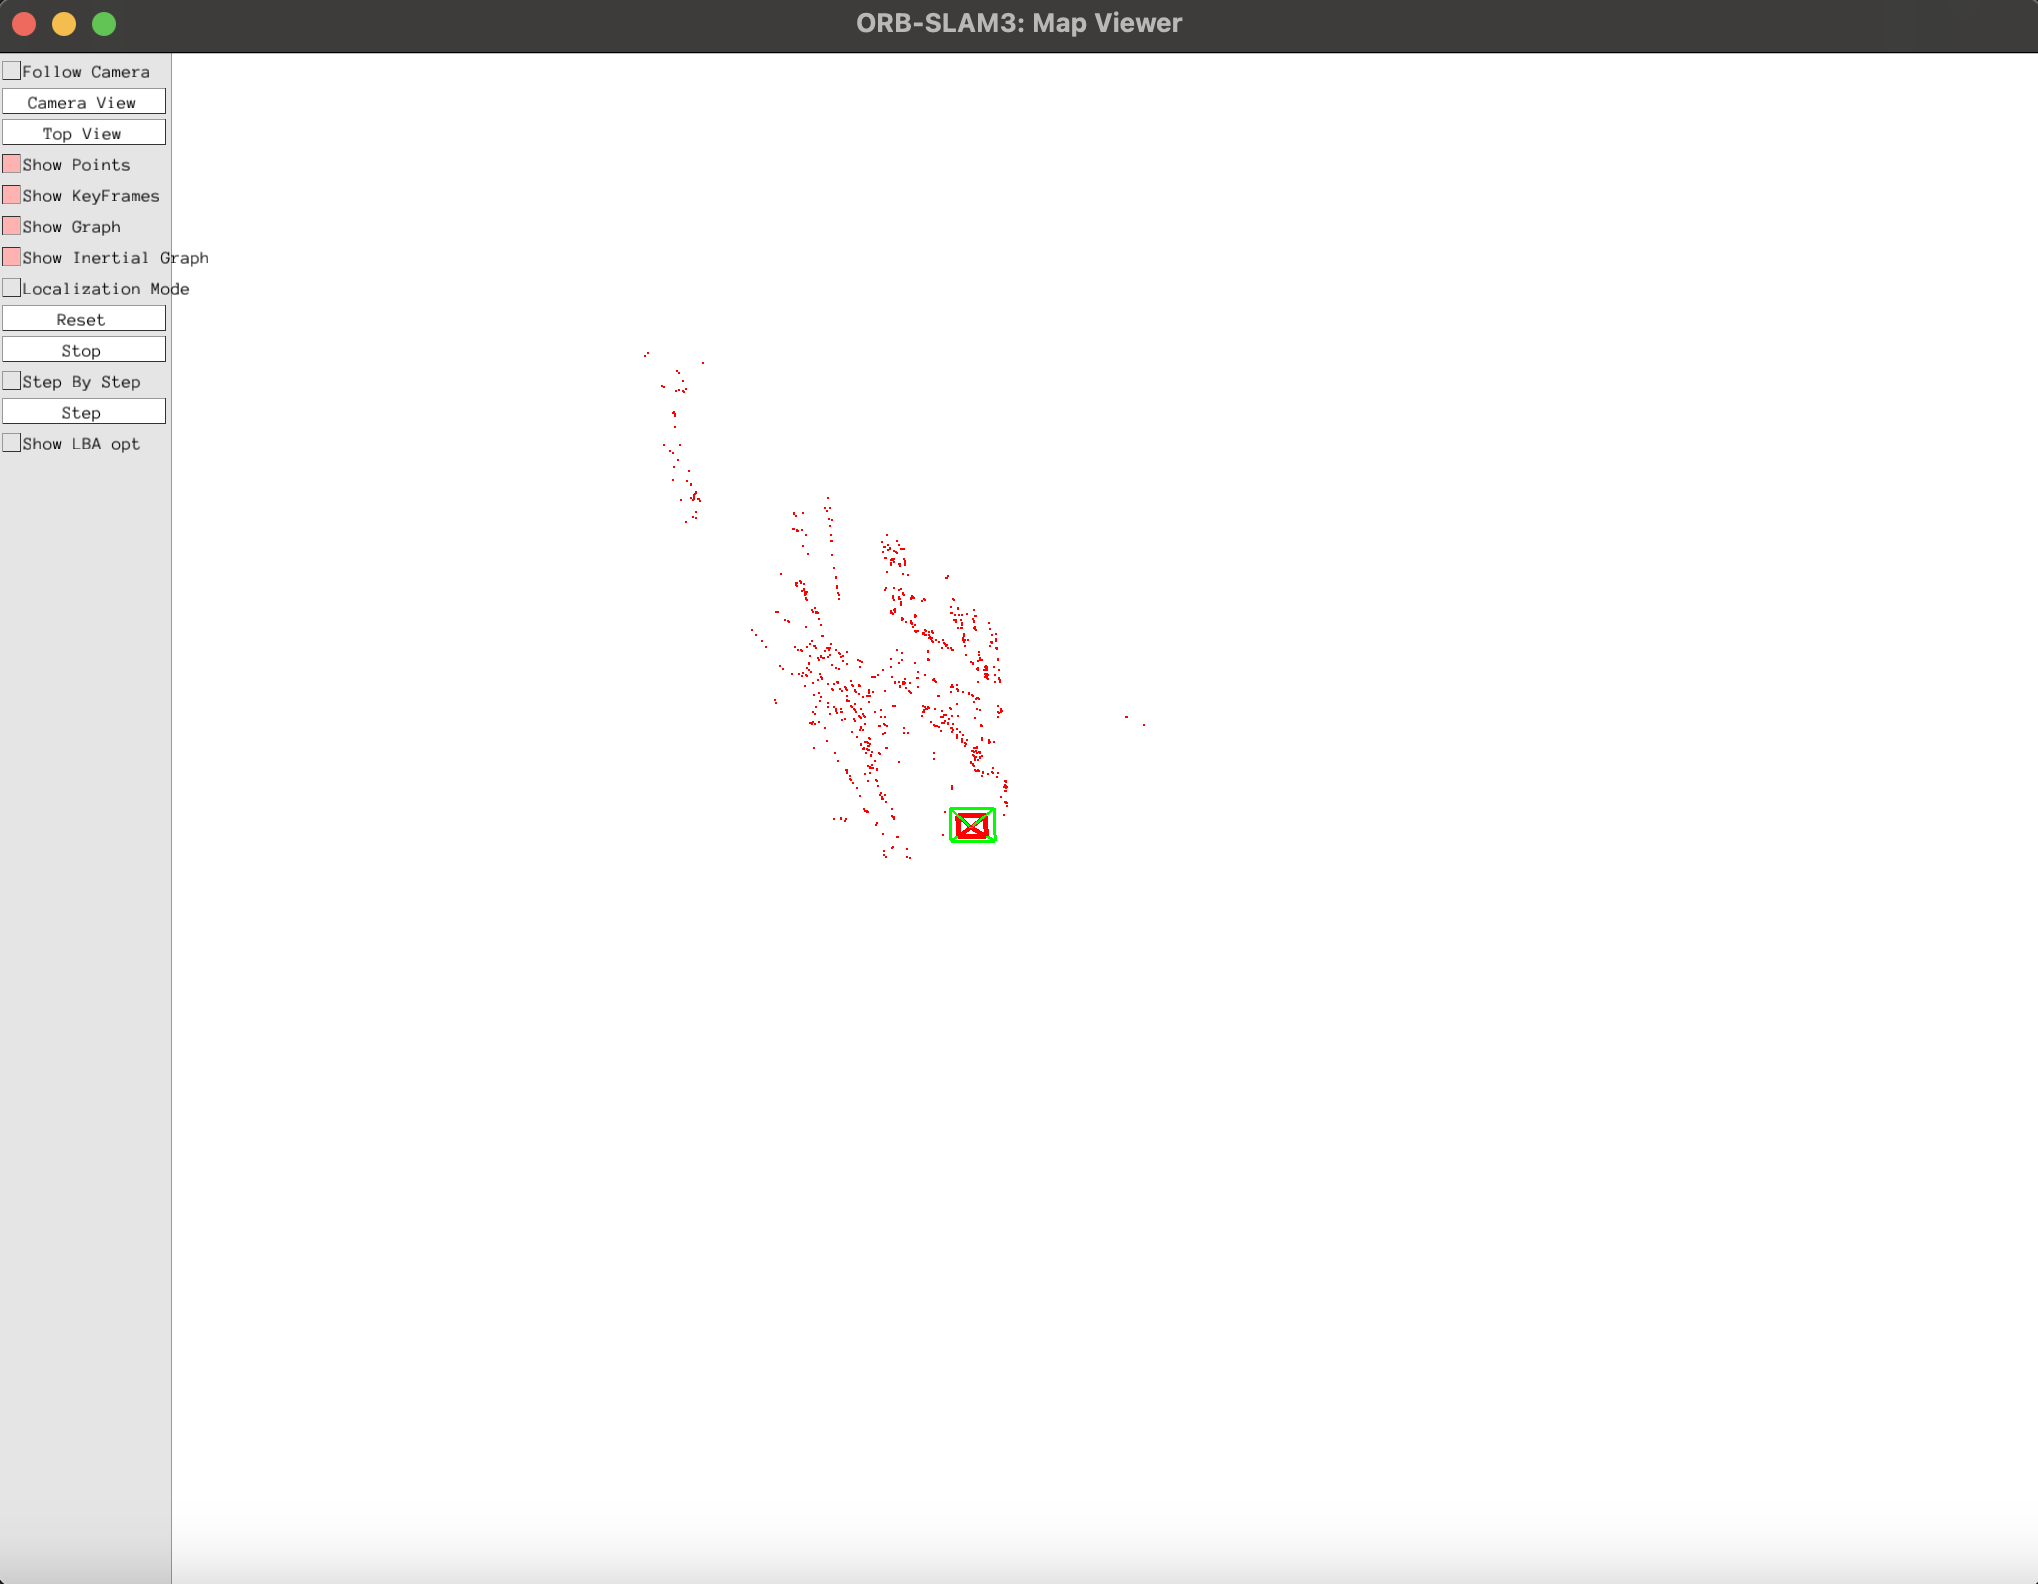 ORB-SLAM3: Map Viewer
Follow Camera
Camera View
Top View
Show Points
Show KeyFrames
Show Graph
Show Inertial Graph
Localization Mode
Reset
Stop
Step By Step
Step
Show LBA opt